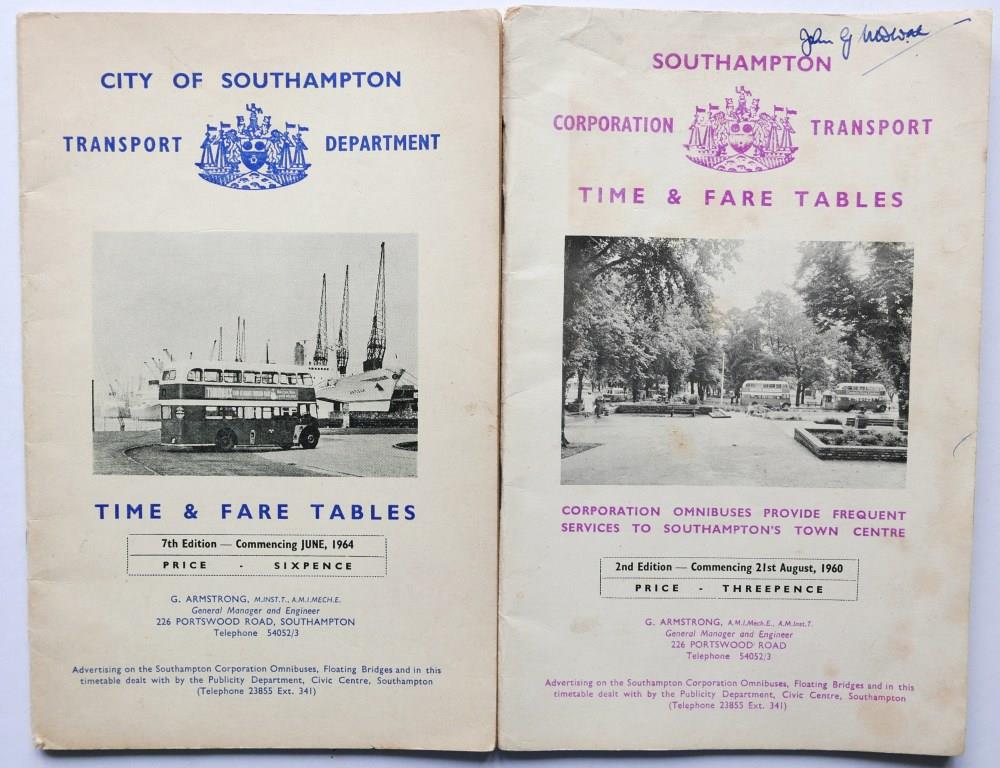 CITY OF SOUTHAMPTON
TRANSPORT DEPARTMENT
TIME & FARE TABLES
7th Edition — Commencing JUNE, 1964
PRICE - SIXPENCE
G. ARMSTRONG, M.INST.T., A.M.I.MECH.E.
General Manager and Engineer
226 PORTSWOOD ROAD, SOUTHAMPTON
Telephone 54052/3
Advertising on the Southampton Corporation Omnibuses, Floating Bridges and in this
timetable dealt with by the Publicity Department, Civic Centre, Southampton
(Telephone 23855 Ext. 341)
John G
SOUTHAMPTON
CORPORATION TRANSPORT
TIME & FARE TABLES
CORPORATION OMNIBUSES PROVIDE FREQUENT
SERVICES TO SOUTHAMPTON'S TOWN CENTRE
2nd Edition — Commencing 21st August, 1960
PRICE - THREEPENCE
G. ARMSTRONG, A.M.I.Mech.E., A.M.Inst.T.
General Manager and Engineer
226 PORTSWOOD ROAD
Telephone 54052/3
Advertising on the Southampton Corporation Omnibuses, Floating Bridges and in this
timetable dealt with by the Publicity Department, Civic Centre, Southampton
(Telephone 23855 Ext. 341)